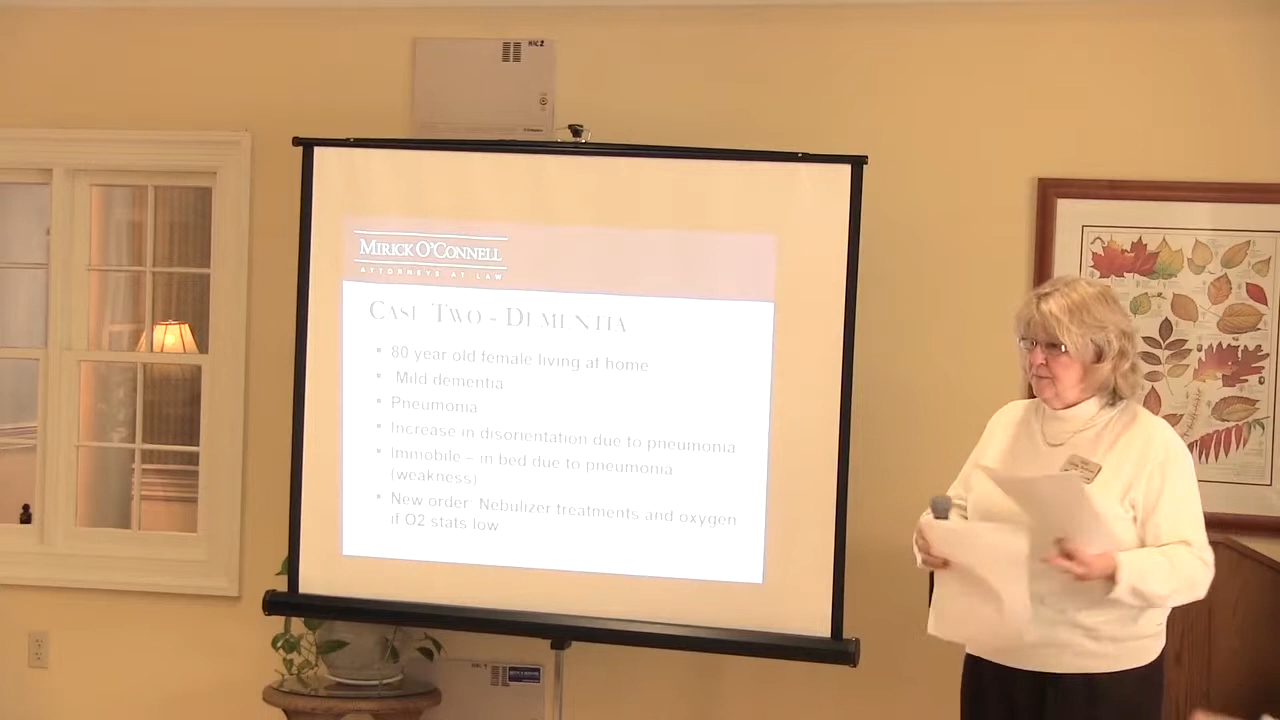 MIRICK O'CONNELL
ATTORNEYS AT LAW
CASE TWO - DEMENTIA
80 year old female living at home
Mild dementia
Pneumonia
Increase in disorientation due to pneumonia
Immobile – in bed due to pneumonia
(weakness)
New order: Nebulizer treatments and oxygen
if O2 stats low